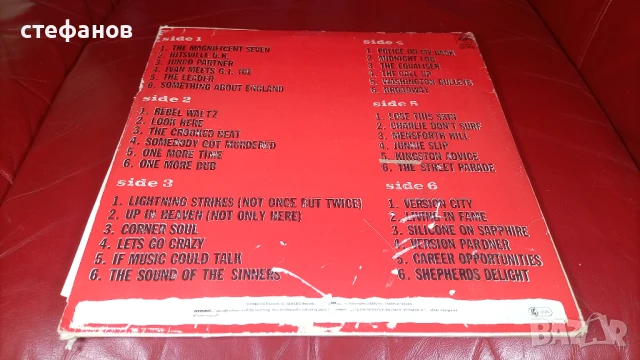 стефанов
side 1
1. THE MAGNIFICENT SEVEN
2. HITSVILLE U.K.
3. JUNCO PARTNER
4. IVAN MEETS G.I. JOE
5. THE LEADER
6. SOMETHING ABOUT ENGLAND
side 2
1. REBEL WALTZ
2. LOOK HERE
3. THE CROOKED BEAT
4. SOMEBODY GOT MURDERED
5. ONE MORE TIME
6. ONE MORE DUB
side 3
1. LIGHTNING STRIKES (NOT ONCE BUT TWICE)
2. UP IN HEAVEN (NOT ONLY HERE)
3. CORNER SOUL
4. LETS GO CRAZY
5. IF MUSIC COULD TALK
6. THE SOUND OF THE SINNERS
side 4
1. POLICE ON MY BACK
2. MIDNIGHT LOG
3. THE EQUALISER
4. THE CALL UP
5. WASHINGTON BULLETS
6. BROADWAY
side 5
1. LOSE THIS SKIN
2. CHARLIE DON'T SURF
3. MENSFORTH HILL
4. JUNKIE SLIP
5. KINGSTON ADVICE
6. THE STREET PARADE
side 6
1. VERSION CITY
2. LIVING IN FAME
3. SILICONE ON SAPPHIRE
4. VERSION PARDNER
5. CAREER OPPORTUNITIES
6. SHEPHERDS DELIGHT
bazar